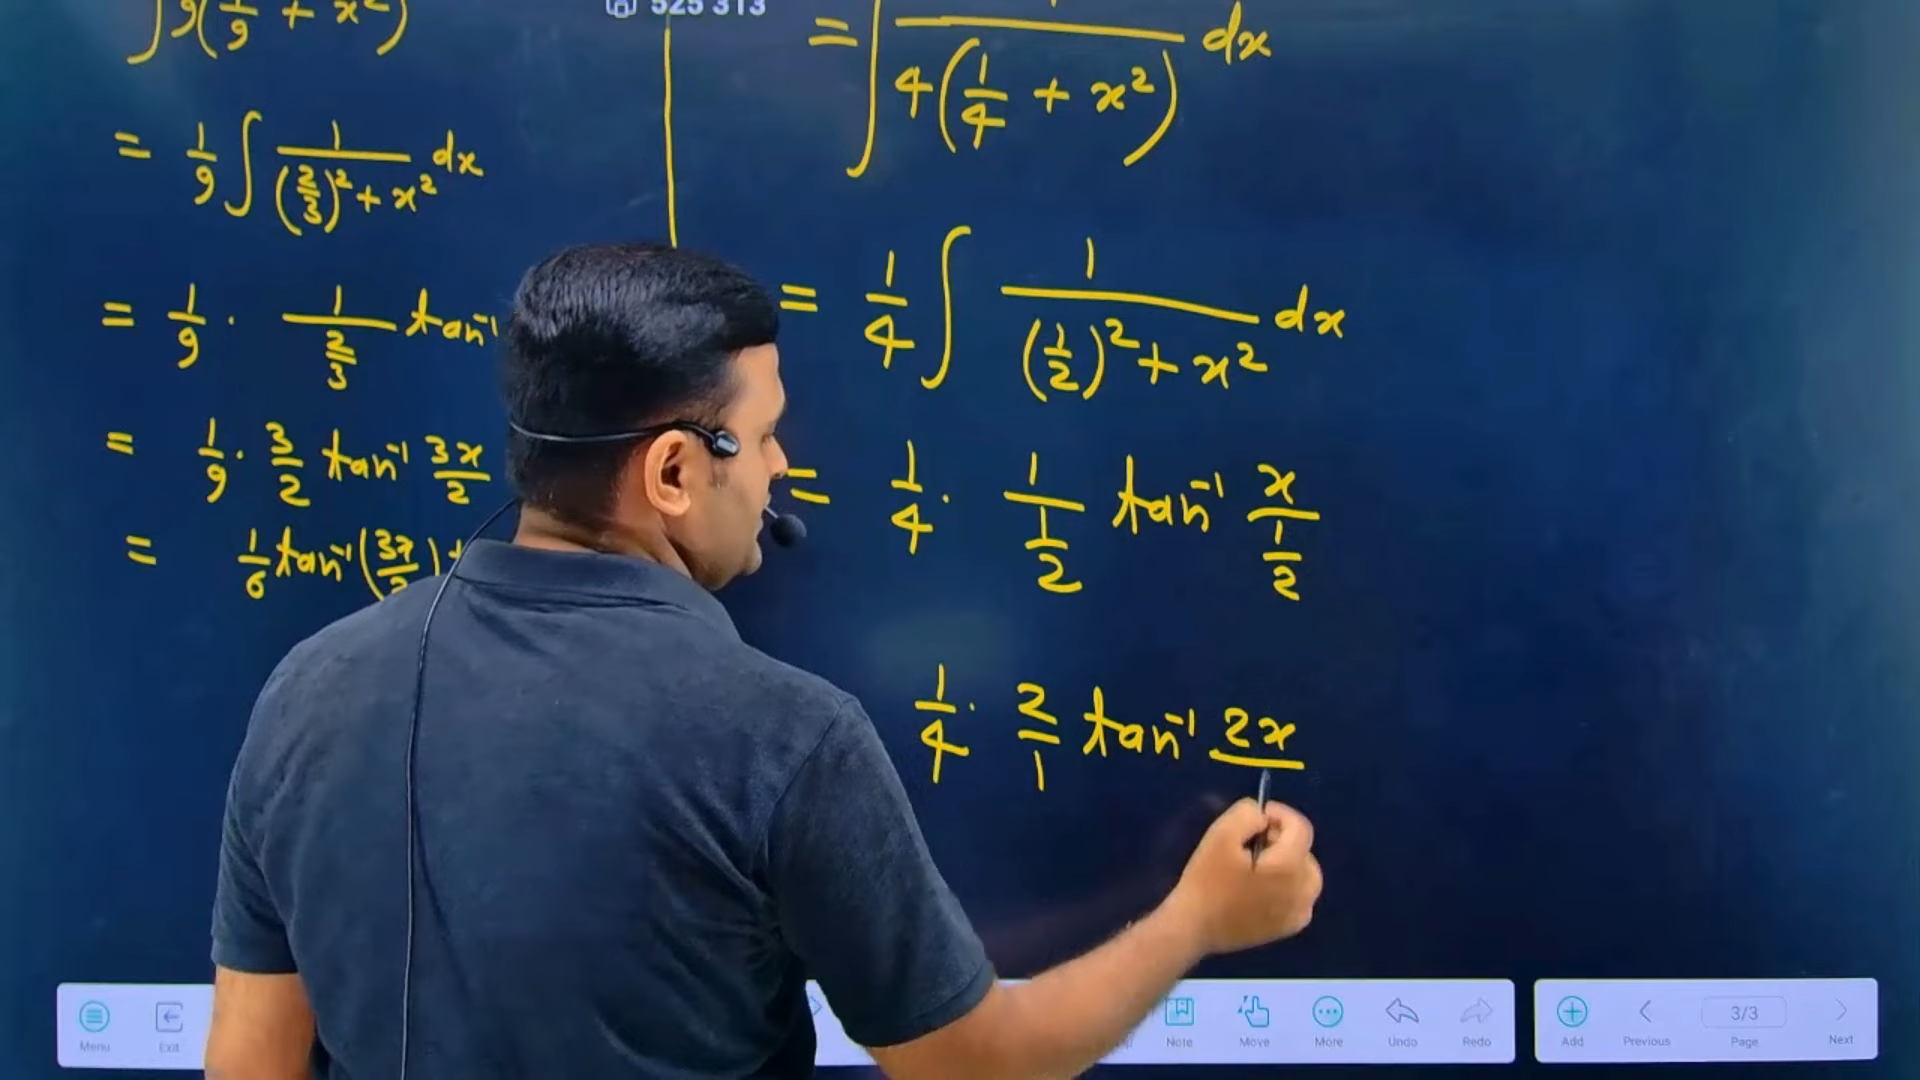 ∫9(1/9 + x²)
= 1/9 ∫ 1/((2/3)² + x²) dx
= 1/9 · 1/(2/3) tan⁻¹
= 1/9 · 3/2 tan⁻¹ 3x/2
= 1/6 tan⁻¹(3x/2) +
525 313
= ∫ 1/(4(1/4 + x²)) dx
= 1/4 ∫ 1/((1/2)² + x²) dx
= 1/4 · 1/(1/2) tan⁻¹ x/(1/2)
1/4 · 2/1 tan⁻¹ 2x
Menu Exit Note Move More Undo Redo
Add Previous 3/3 Page Next